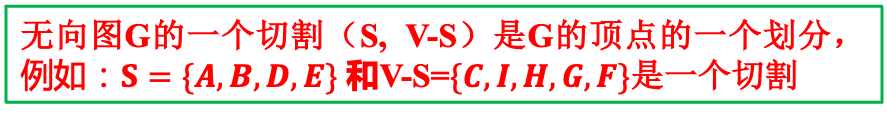 无向图G的一个切割（S, V-S）是G的顶点的一个划分，
例如：S = {A, B, D, E} 和V-S={C, I, H, G, F}是一个切割